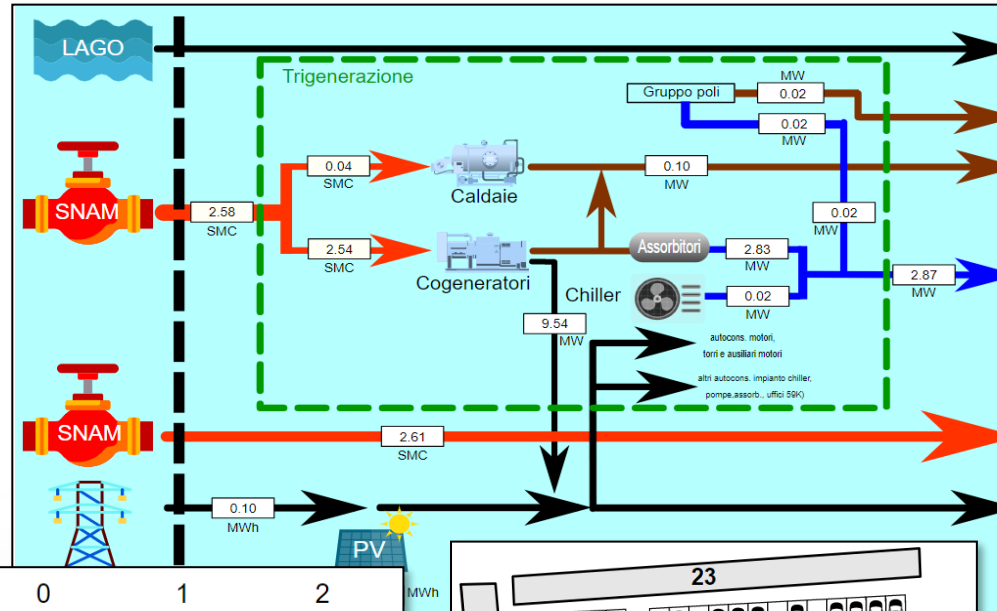 LAGO
Trigenerazione
MW
Gruppo poli
0.02
0.02
MW
0.04
SMC
Caldaie
0.10
MW
SNAM
2.58
SMC
0.02
MW
2.54
SMC
Cogeneratori
Assorbitori
2.83
MW
2.87
MW
Chiller
0.02
MW
9.54
MW
autocons. motori,
torri e ausiliari motori
altri autocons. impianto chiller,
pompe,assorb., uffici 59K)
SNAM
2.61
SMC
0.10
MWh
PV
MWh
0 1 2
23